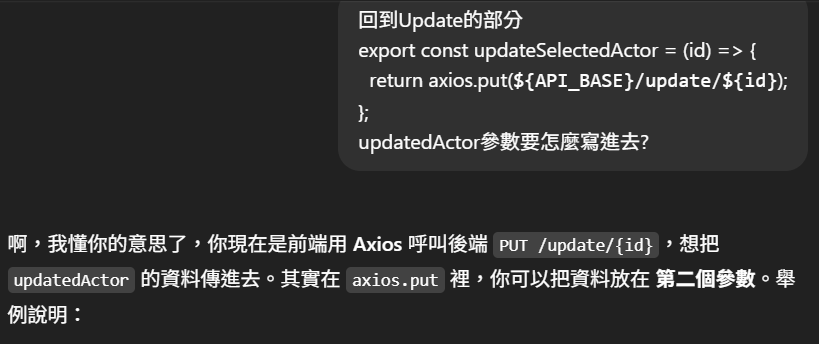 回到Update的部分
export const updateSelectedActor = (id) => {
return axios.put(${API_BASE}/update/${id});
};
updatedActor參數要怎麼寫進去?
啊，我懂你的意思了，你現在是前端用 Axios 呼叫後端 PUT /update/{id}，想把
updatedActor 的資料傳進去。其實在 axios.put 裡，你可以把資料放在 第二個參數。舉
例說明：